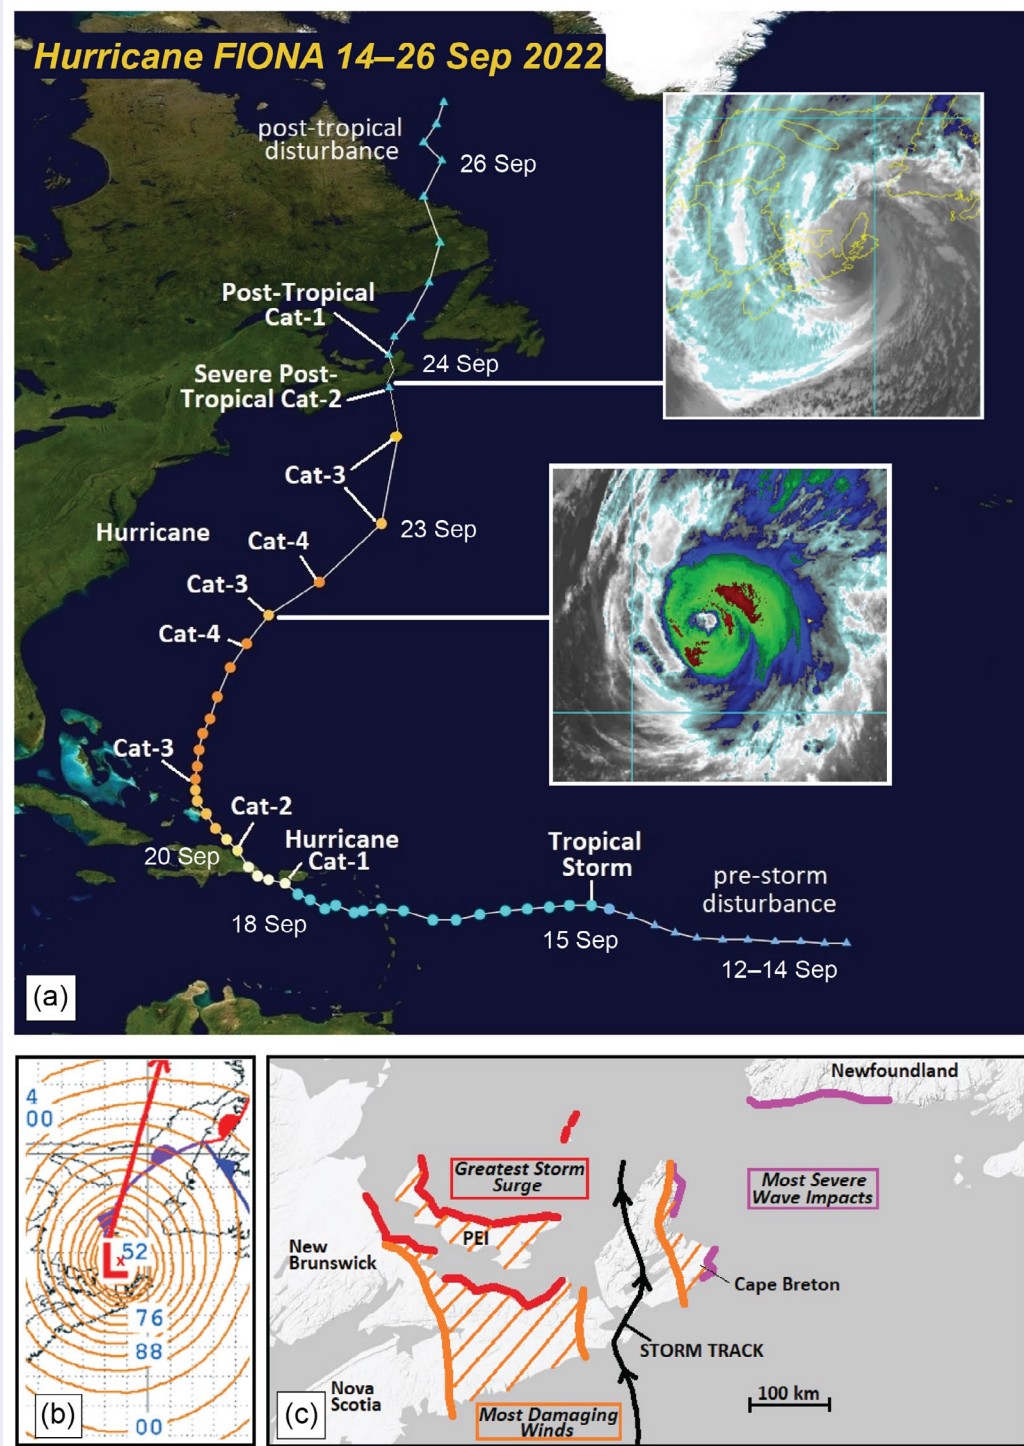 Hurricane FIONA 14–26 Sep 2022
post-tropical
disturbance
26 Sep
Post-Tropical
Cat-1
24 Sep
Severe Post-
Tropical Cat-2
Cat-3
23 Sep
Hurricane
Cat-4
Cat-3
Cat-4
Cat-3
Cat-2
Hurricane
Cat-1
20 Sep
18 Sep
Tropical
Storm
15 Sep
pre-storm
disturbance
12–14 Sep
(a)
4
00
L
x
52
76
88
00
(b)
Newfoundland
Greatest Storm
Surge
Most Severe
Wave Impacts
PEI
New
Brunswick
Cape Breton
STORM TRACK
100 km
Nova
Scotia
Most Damaging
Winds
(c)